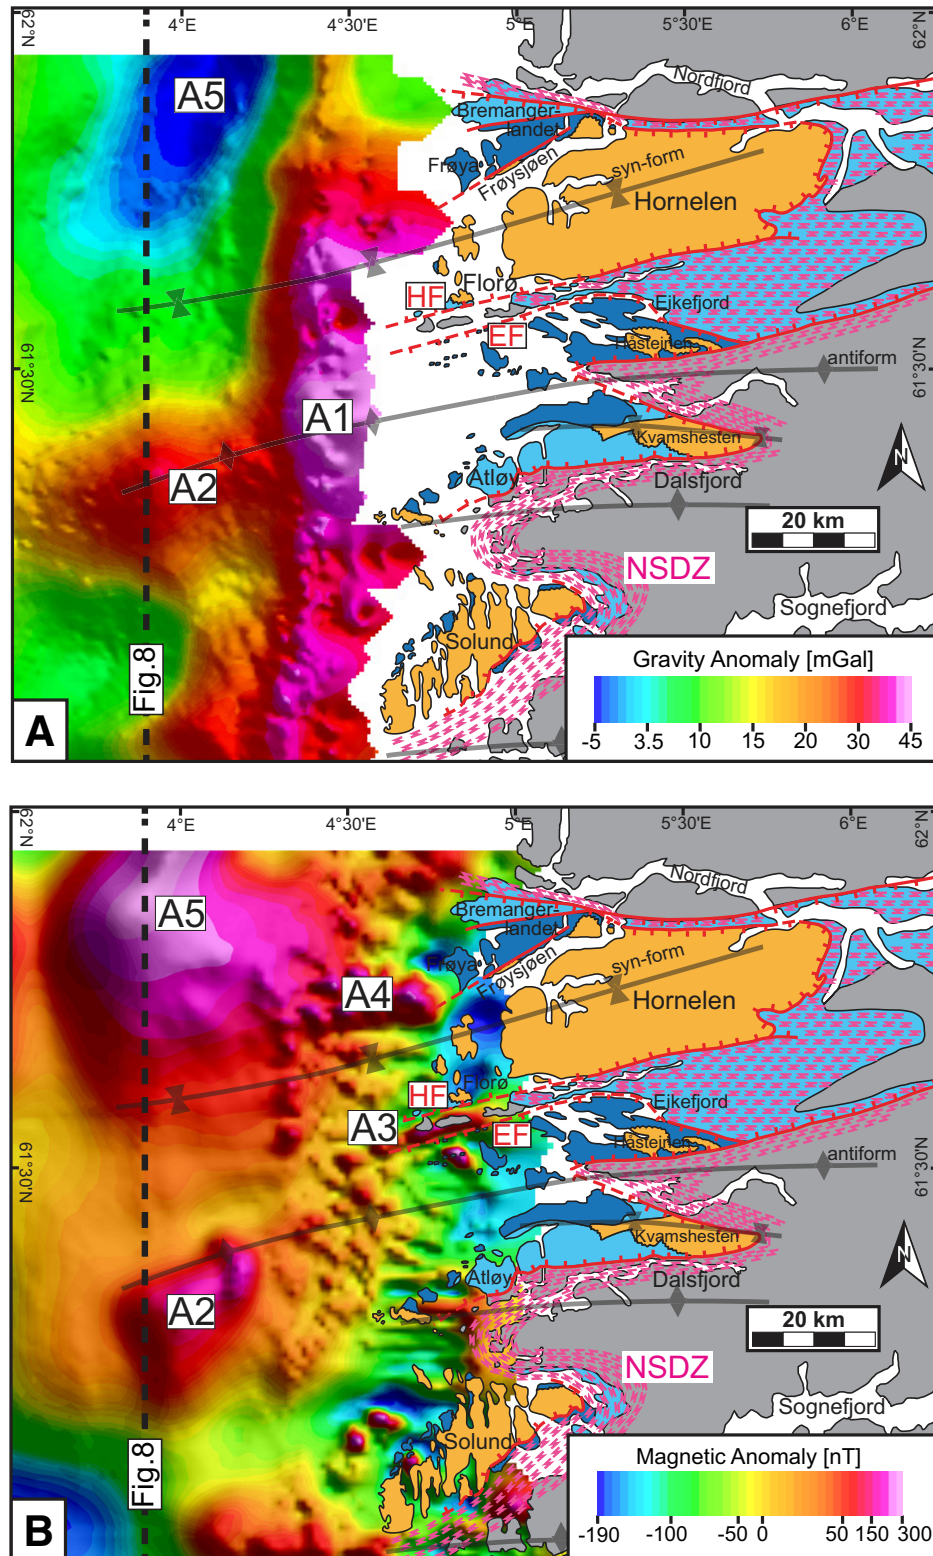 62°N
4°E
4°30'E
5°E
5°30'E
6°E
62°N
A5
Nordfjord
Bremanger-
landet
Frøya
Frøysjøen
syn-form
Hornelen
HF
Florø
Eikefjord
EF
Håsteinen
61°30'N
antiform
61°30'N
A1
Kvamshesten
A2
Atløy
Dalsfjord
N
20 km
NSDZ
Sognefjord
Solund
Fig.8
A
Gravity Anomaly [mGal]
-5 3.5 10 15 20 30 45
62°N
4°E
4°30'E
5°E
5°30'E
6°E
62°N
A5
Nordfjord
Bremanger-
landet
Frøya
Frøysjøen
syn-form
A4
Hornelen
HF
Florø
Eikefjord
A3
EF
Håsteinen
61°30'N
antiform
61°30'N
Kvamshesten
A2
Atløy
Dalsfjord
N
20 km
NSDZ
Sognefjord
Solund
Fig.8
B
Magnetic Anomaly [nT]
-190 -100 -50 0 50 150 300